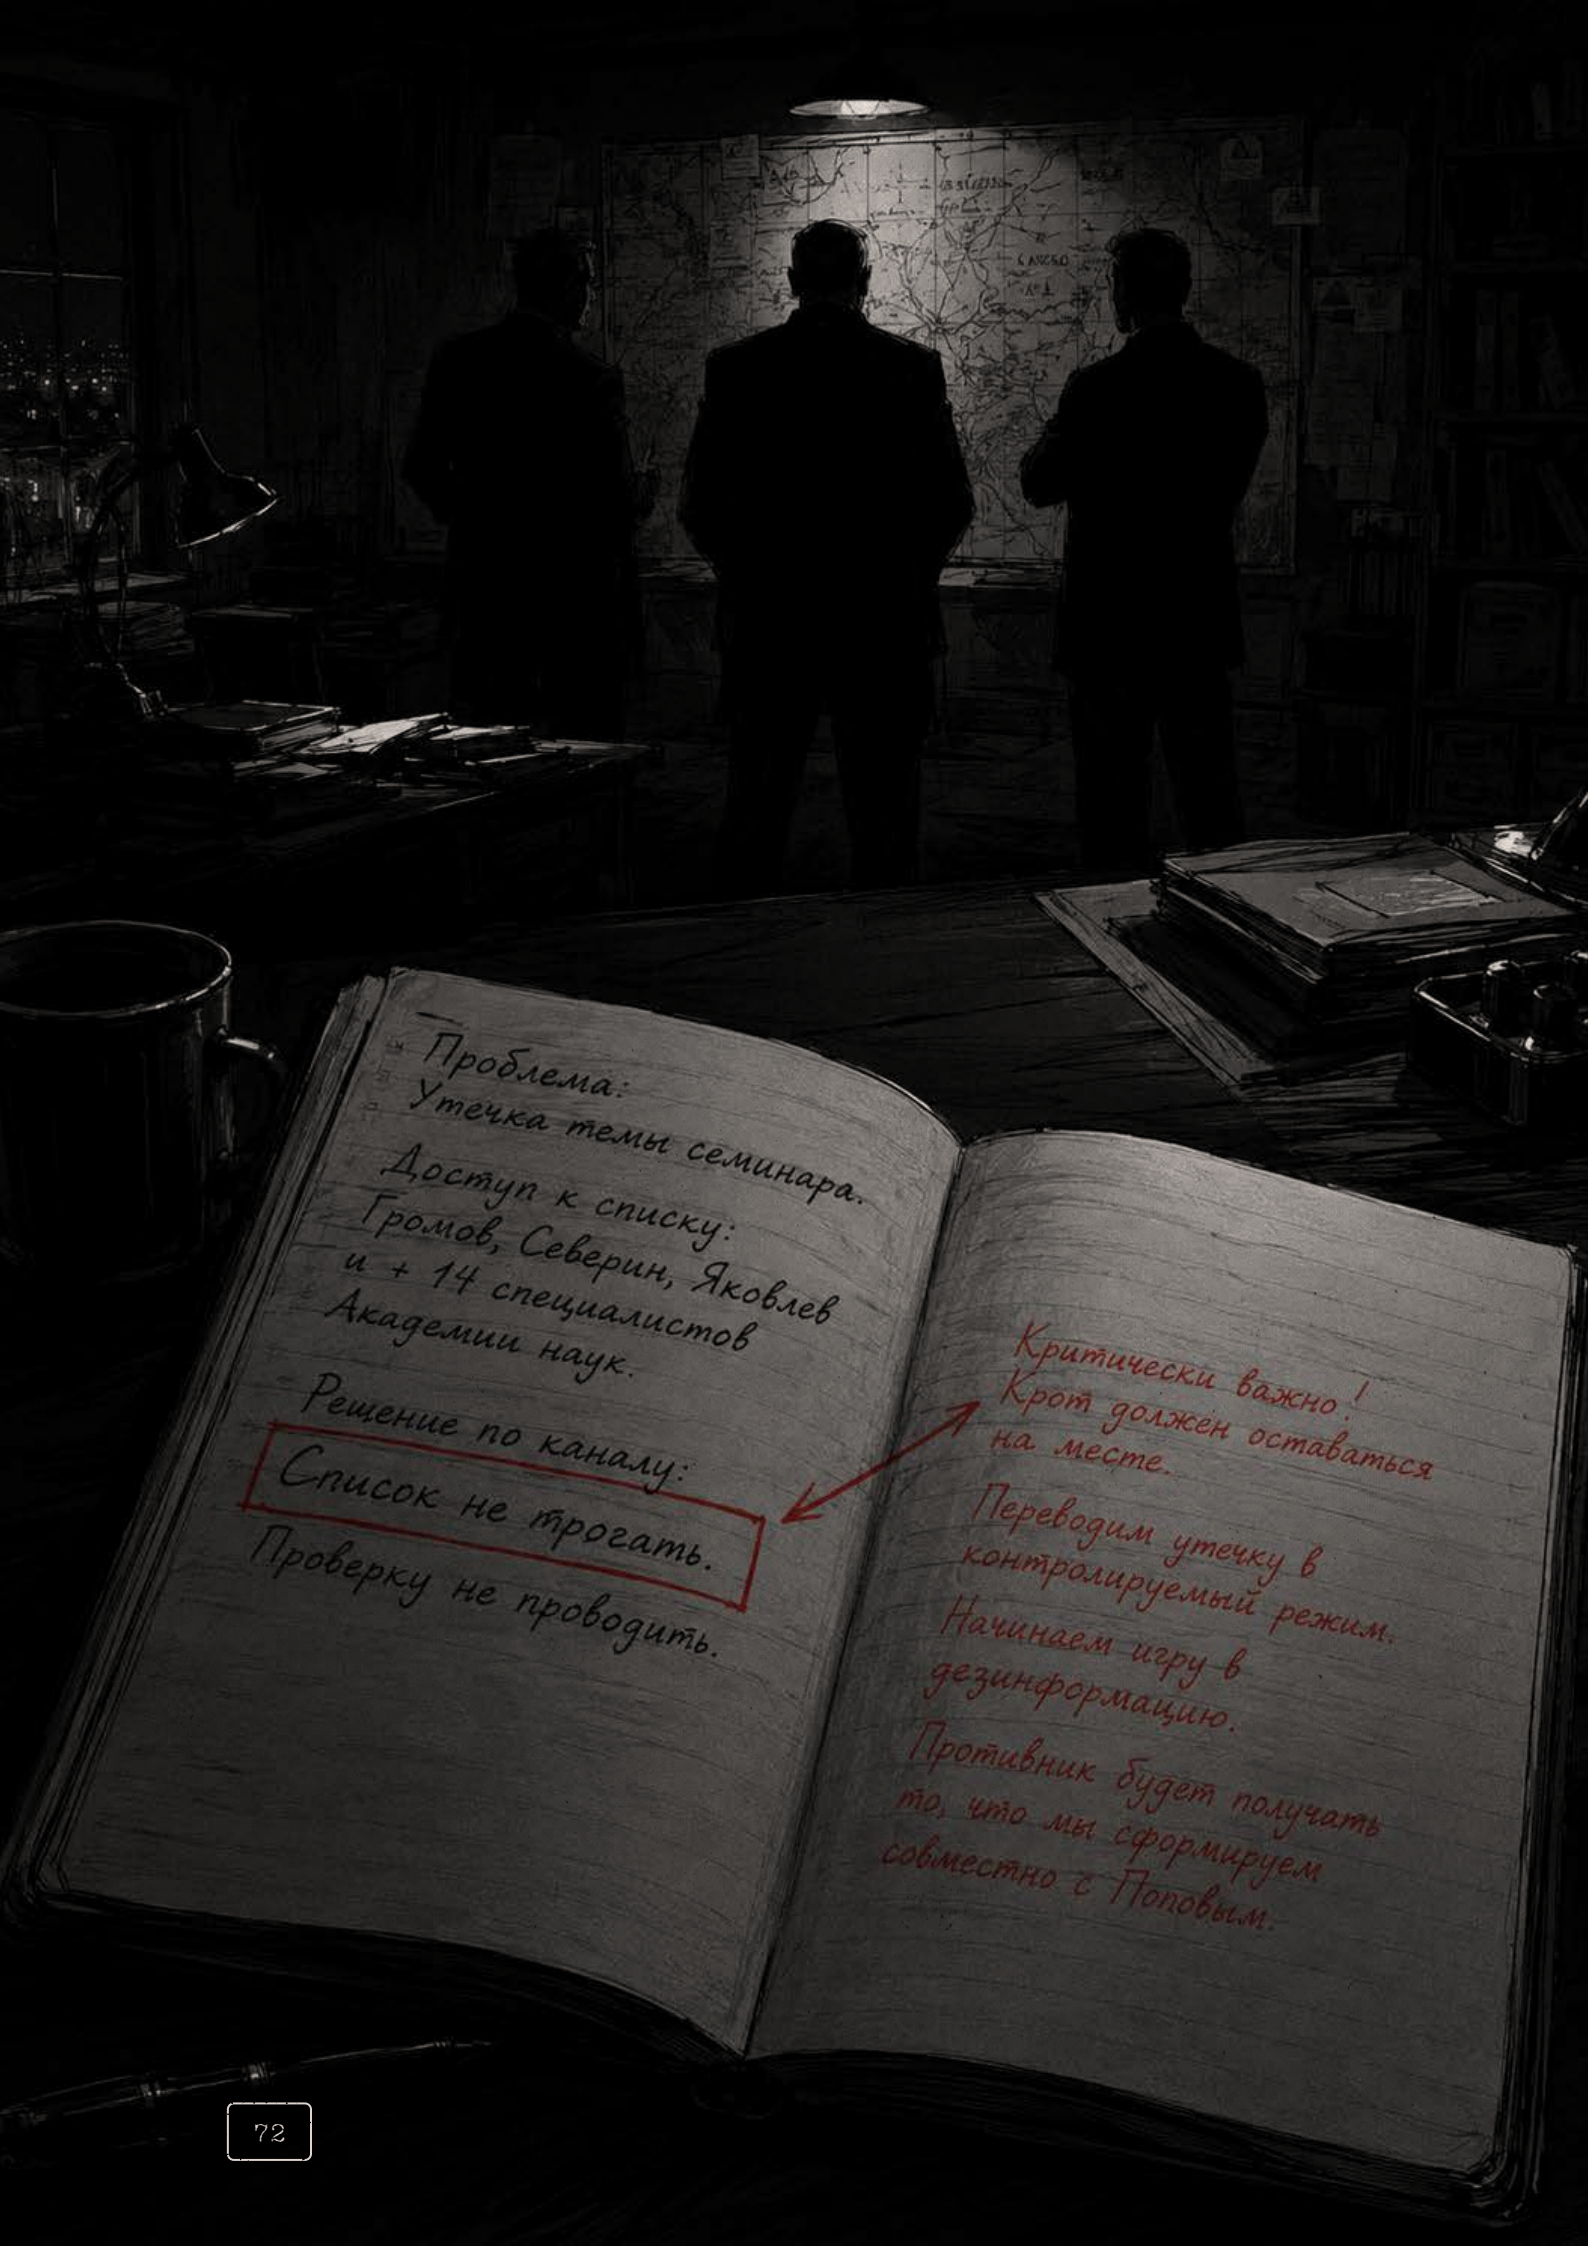 Проблема:
Утечка темы семинара.
Доступ к списку:
Громов, Северин, Яковлев
и + 14 специалистов
Академии наук.
Решение по каналу:
Список не трогать.
Проверку не проводить.
Критически важно!
Крот должен оставаться
на месте.
Переводим утечку в
контролируемый режим.
Начинаем игру в
дезинформацию.
Противник будет получать
то, что мы сформируем
совместно с Поповым.
72